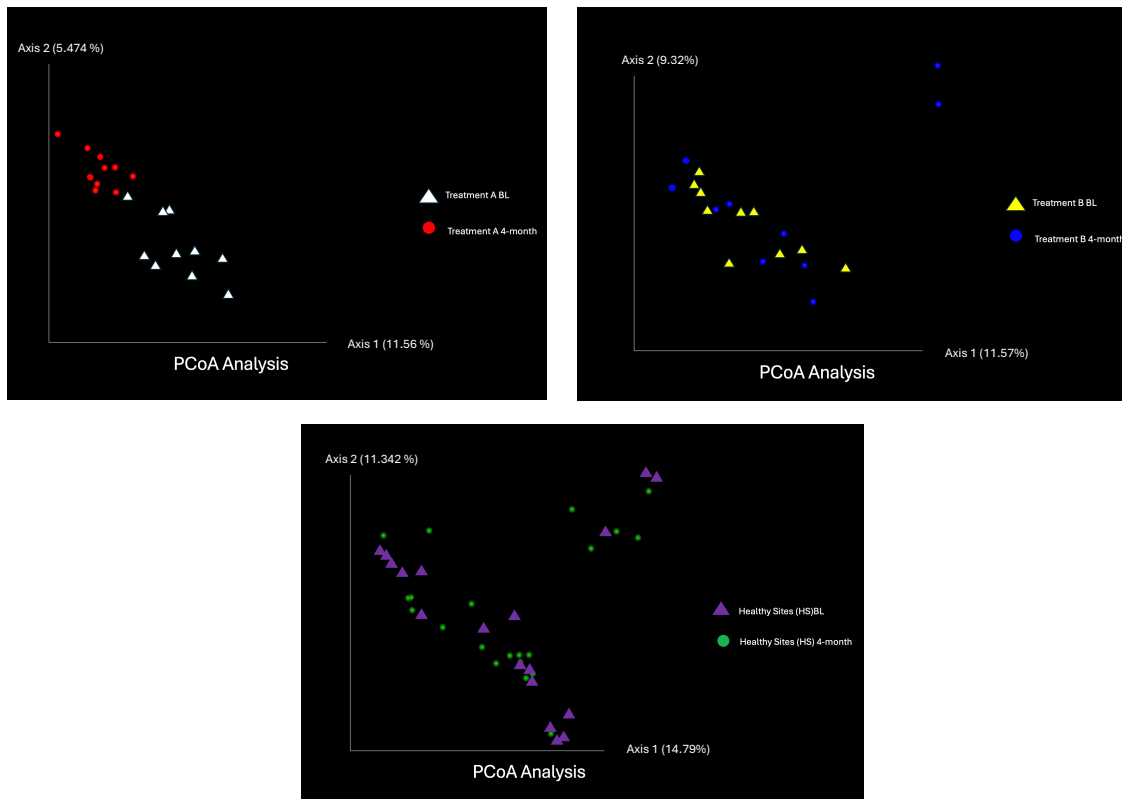 Axis 2 (5.474 %)
Treatment A BL
Treatment A 4-month
Axis 1 (11.56 %)
PCoA Analysis
Axis 2 (9.32%)
Treatment B BL
Treatment B 4-month
Axis 1 (11.57%)
PCoA Analysis
Axis 2 (11.342 %)
Healthy Sites (HS)BL
Healthy Sites (HS) 4-month
Axis 1 (14.79%)
PCoA Analysis